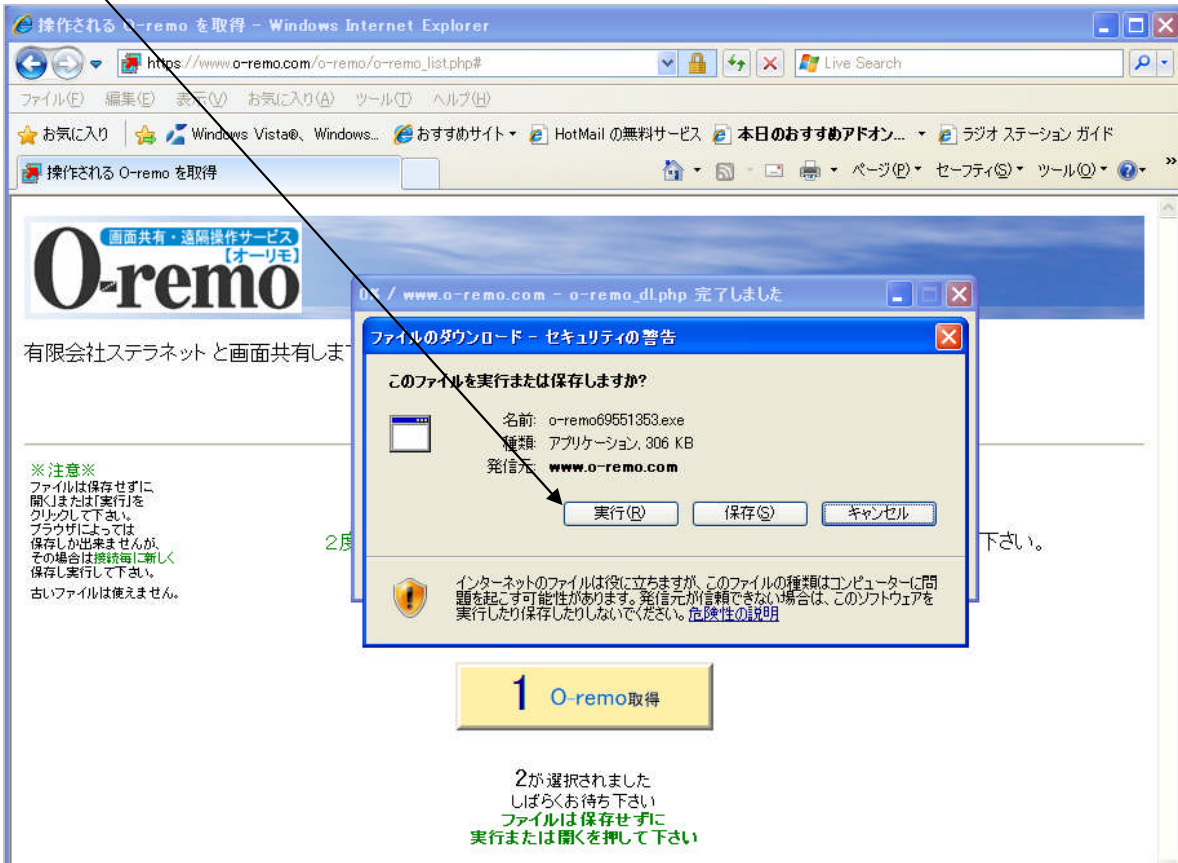 操作される O-remo を取得 - Windows Internet Explorer
https://www.o-remo.com/o-remo/o-remo_list.php#
Live Search
ファイル(F) 編集(E) 表示(V) お気に入り(A) ツール(T) ヘルプ(H)
お気に入り Windows Vista®、Windows... おすすめサイト HotMail の無料サービス 本日のおすすめアドオン... ラジオ ステーション ガイド
操作される O-remo を取得
ページ(P) セーフティ(S) ツール(O) »
画面共有・遠隔操作サービス
【オーリモ】
O-remo
0% / www.o-remo.com - o-remo_dl.php 完了しました
有限会社ステラネット と画面共有しま
ファイルのダウンロード - セキュリティの警告
このファイルを実行または保存しますか?
名前: o-remo69551353.exe
種類: アプリケーション, 306 KB
発信元: www.o-remo.com
実行(R) 保存(S) キャンセル
インターネットのファイルは役に立ちますが、このファイルの種類はコンピューターに問
題を起こす可能性があります。発信元が信頼できない場合は、このソフトウェアを
実行したり保存したりしないでください。危険性の説明
※注意※
ファイルは保存せずに
開く」または「実行」を
クリックして下さい。
ブラウザによっては
保存しか出来ませんが、
その場合は接続毎に新しく
保存し実行して下さい。
古いファイルは使えません。
2度
下さい。
1 O-remo取得
2が選択されました
しばらくお待ち下さい
ファイルは保存せずに
実行または開くを押して下さい